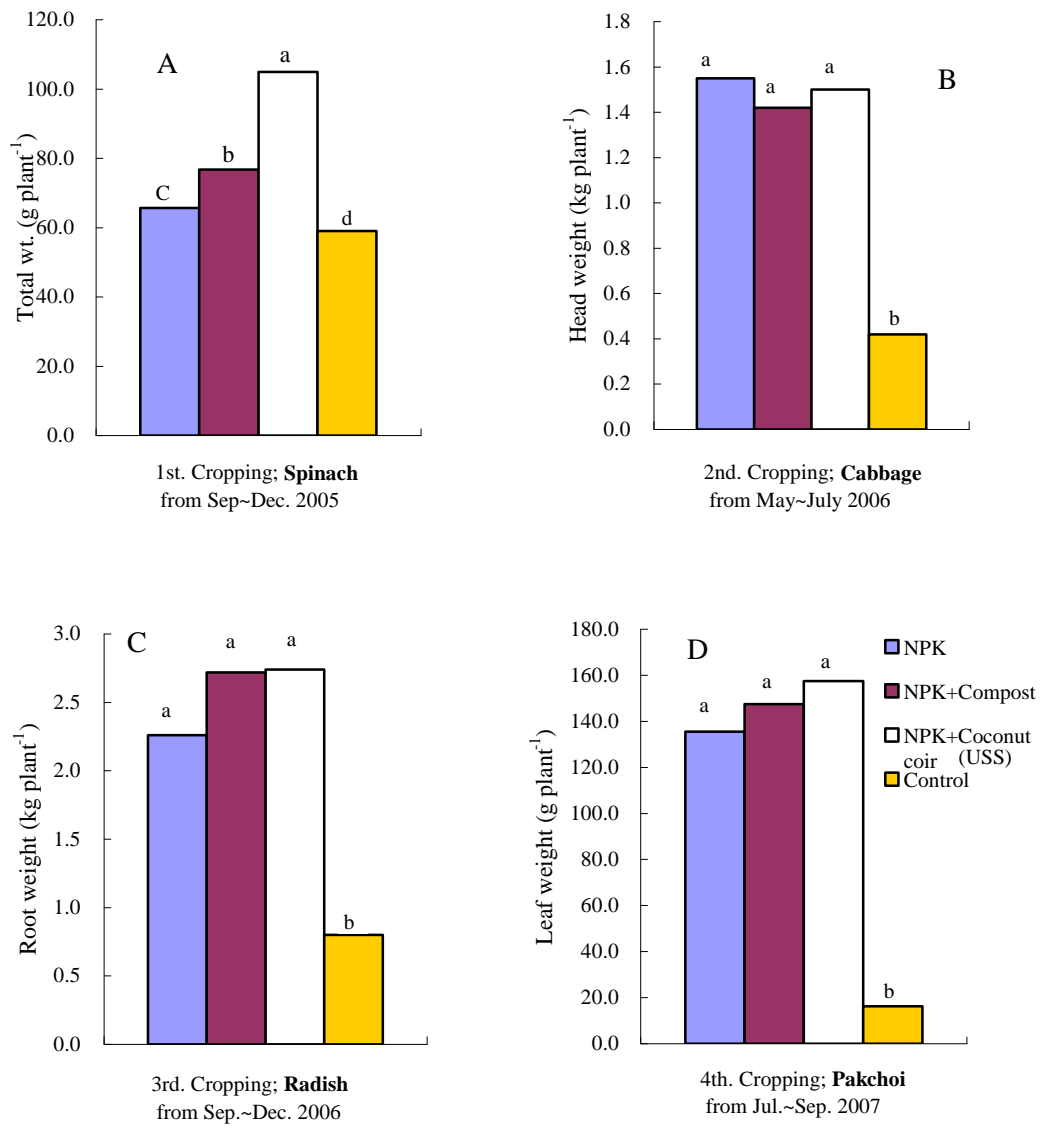 A
Total wt. (g plant-1)
120.0
100.0
80.0
60.0
40.0
20.0
0.0
C
b
a
d
1st. Cropping; Spinach
from Sep~Dec. 2005
B
Head weight (kg plant-1)
1.8
1.6
1.4
1.2
1.0
0.8
0.6
0.4
0.2
0.0
a
a
a
b
2nd. Cropping; Cabbage
from May~July 2006
C
Root weight (kg plant-1)
3.0
2.5
2.0
1.5
1.0
0.5
0.0
a
a
a
b
3rd. Cropping; Radish
from Sep.~Dec. 2006
D
Leaf weight (g plant-1)
180.0
160.0
140.0
120.0
100.0
80.0
60.0
40.0
20.0
0.0
a
a
a
b
NPK
NPK+Compost
NPK+Coconut
coir (USS)
Control
4th. Cropping; Pakchoi
from Jul.~Sep. 2007